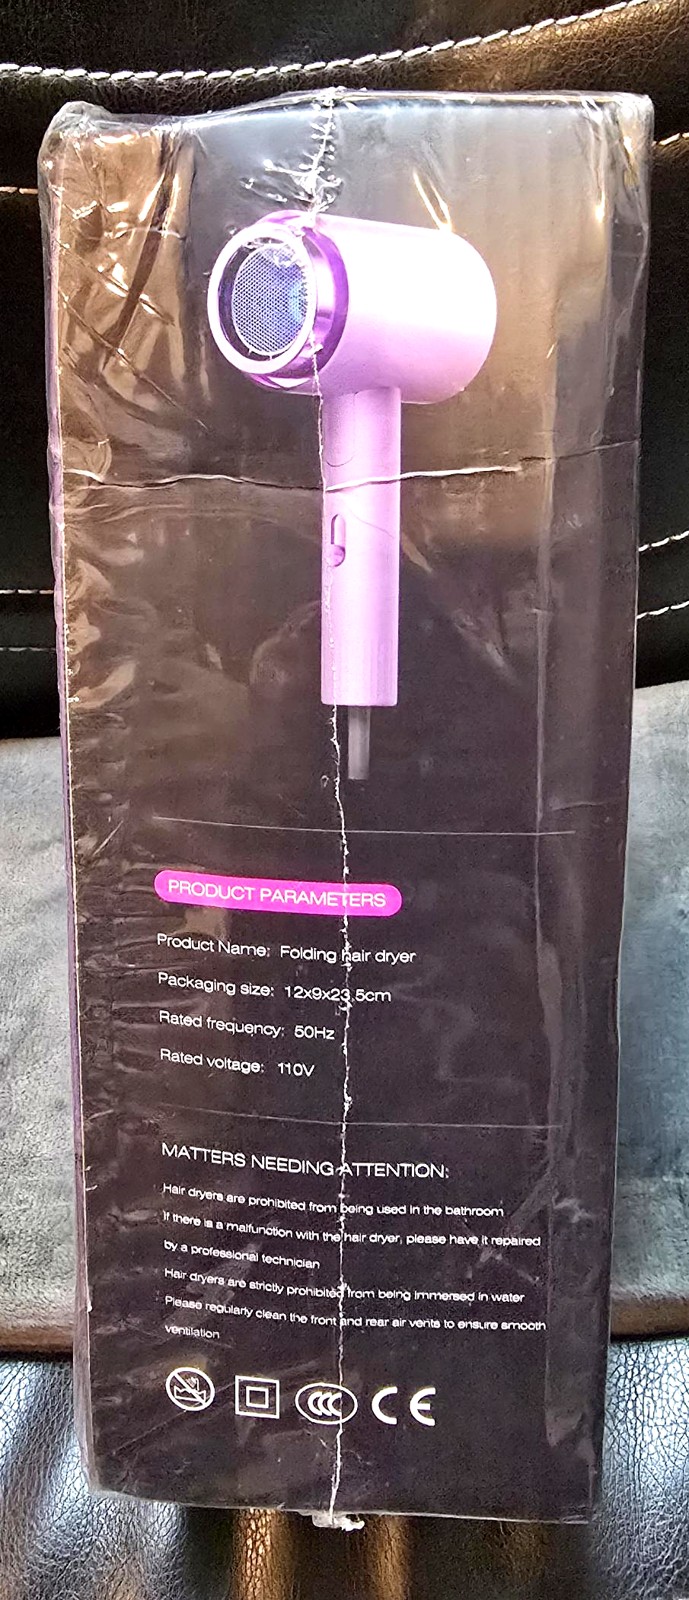 PRODUCT PARAMETERS
Product Name: Folding hair dryer
Packaging size: 12x9x23.5cm
Rated frequency: 50Hz
Rated voltage: 110V
MATTERS NEEDING ATTENTION:
Hair dryers are prohibited from being used in the bathroom
If there is a malfunction with the hair dryer, please have it repaired
by a professional technician
Hair dryers are strictly prohibited from being immersed in water
Please regularly clean the front and rear air vents to ensure smooth
ventilation
CCC CE